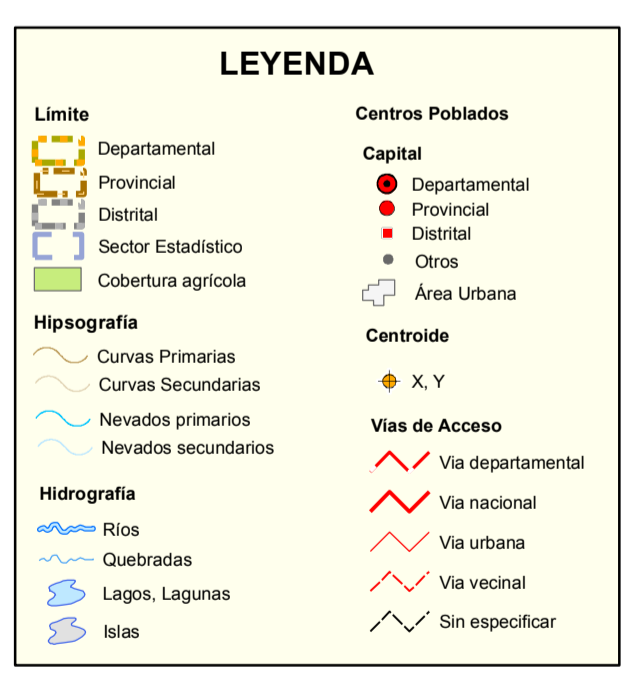 LEYENDA
Límite
Departamental
Provincial
Distrital
Sector Estadístico
Cobertura agrícola
Hipsografía
Curvas Primarias
Curvas Secundarias
Nevados primarios
Nevados secundarios
Hidrografía
Ríos
Quebradas
Lagos, Lagunas
Islas
Centros Poblados
Capital
Departamental
Provincial
Distrital
Otros
Área Urbana
Centroide
X, Y
Vías de Acceso
Via departamental
Via nacional
Via urbana
Via vecinal
Sin especificar